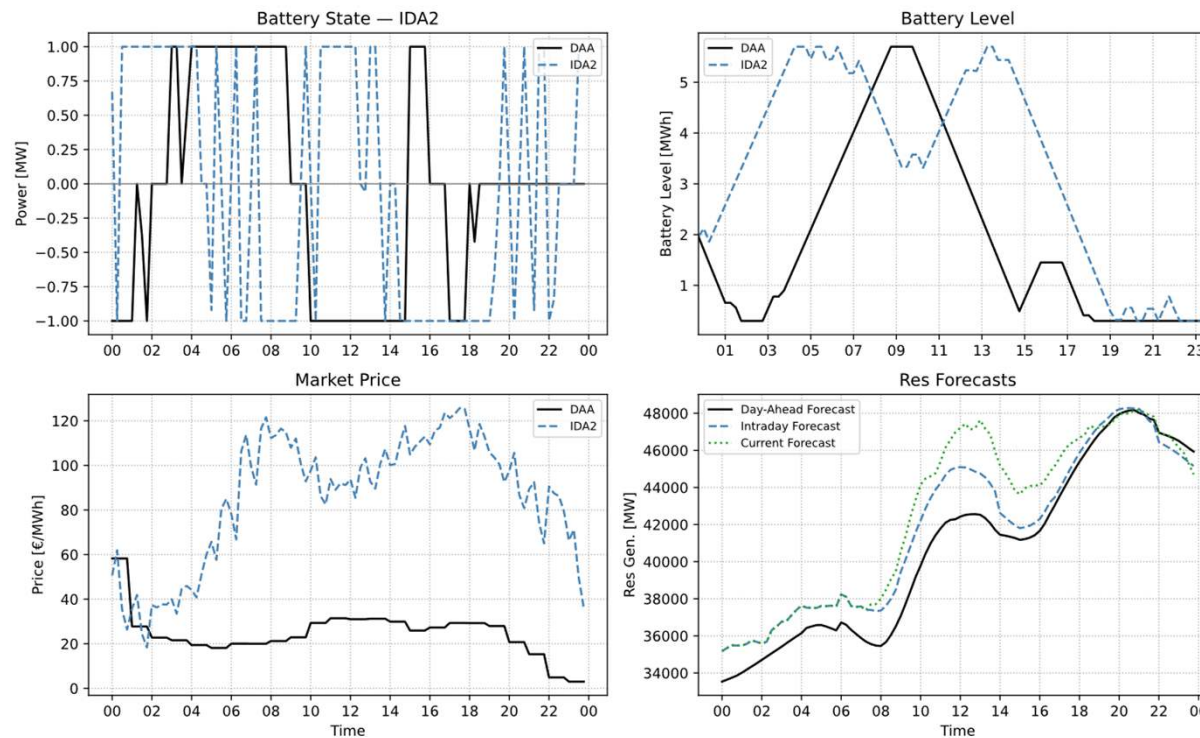 Battery State — IDA2
DAA
IDA2
Power [MW]
1.00
0.75
0.50
0.25
0.00
−0.25
−0.50
−0.75
−1.00
00 02 04 06 08 10 12 14 16 18 20 22 00
Battery Level
DAA
IDA2
Battery Level [MWh]
5
4
3
2
1
01 03 05 07 09 11 13 15 17 19 21 23
Market Price
DAA
IDA2
Price [€/MWh]
120
100
80
60
40
20
0
00 02 04 06 08 10 12 14 16 18 20 22 00
Time
Res Forecasts
Day-Ahead Forecast
Intraday Forecast
Current Forecast
Res Gen. [MW]
48000
46000
44000
42000
40000
38000
36000
34000
00 02 04 06 08 10 12 14 16 18 20 22
Time